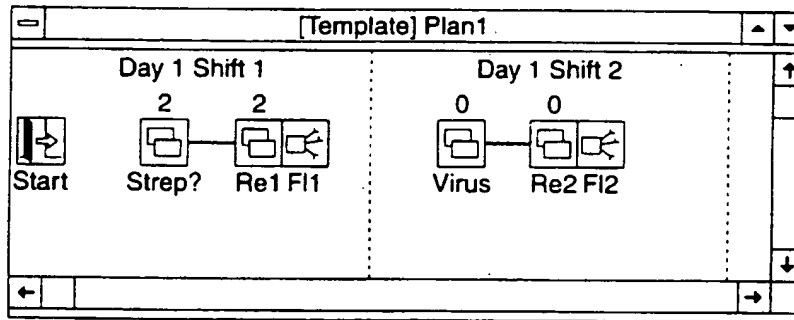 [Template] Plan1
Day 1 Shift 1 Day 1 Shift 2
2 2 0 0
Start Strep? Re1 Fl1 Virus Re2 Fl2